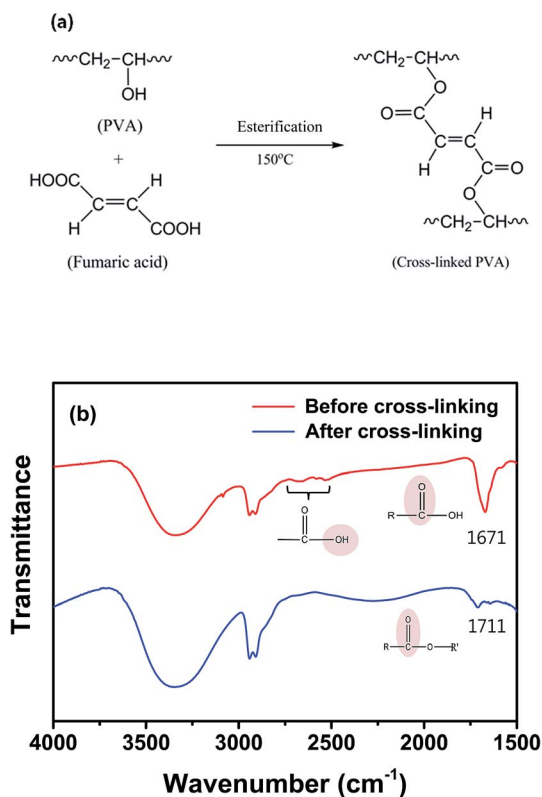 (a)
~CH₂-CH~
OH
(PVA)
+
HOOC
H
C=C
H
COOH
(Fumaric acid)
Esterification
150°C
~CH₂-CH~
O
O=C
H
C=C
H
C=O
O
~CH₂-CH~
(Cross-linked PVA)
(b)
Before cross-linking
After cross-linking
O
C
OH
O
R
C
OH
1671
O
R
C
O
R'
1711
Transmittance
4000
3500
3000
2500
2000
1500
Wavenumber (cm⁻¹)